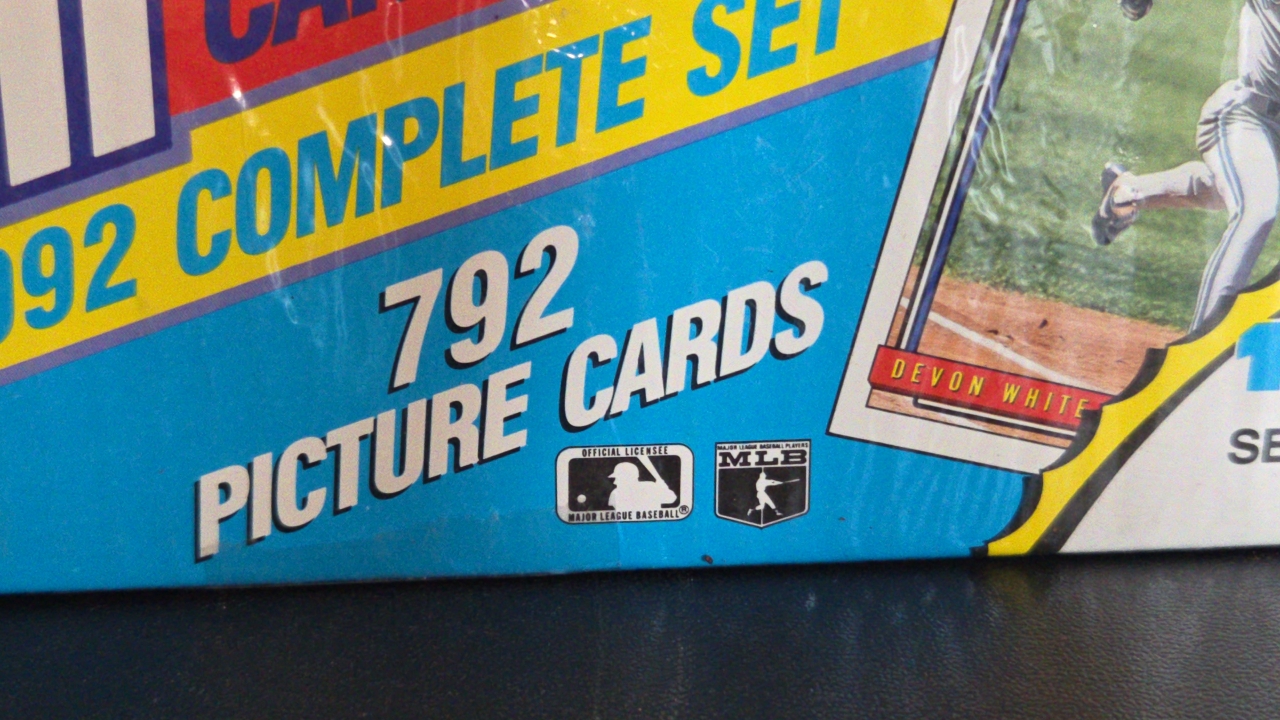 992 COMPLETE SET
792
PICTURE CARDS
OFFICIAL LICENSEE
MAJOR LEAGUE BASEBALL®
MAJOR LEAGUE BASEBALL PLAYERS
MLB
DEVON WHITE
SE